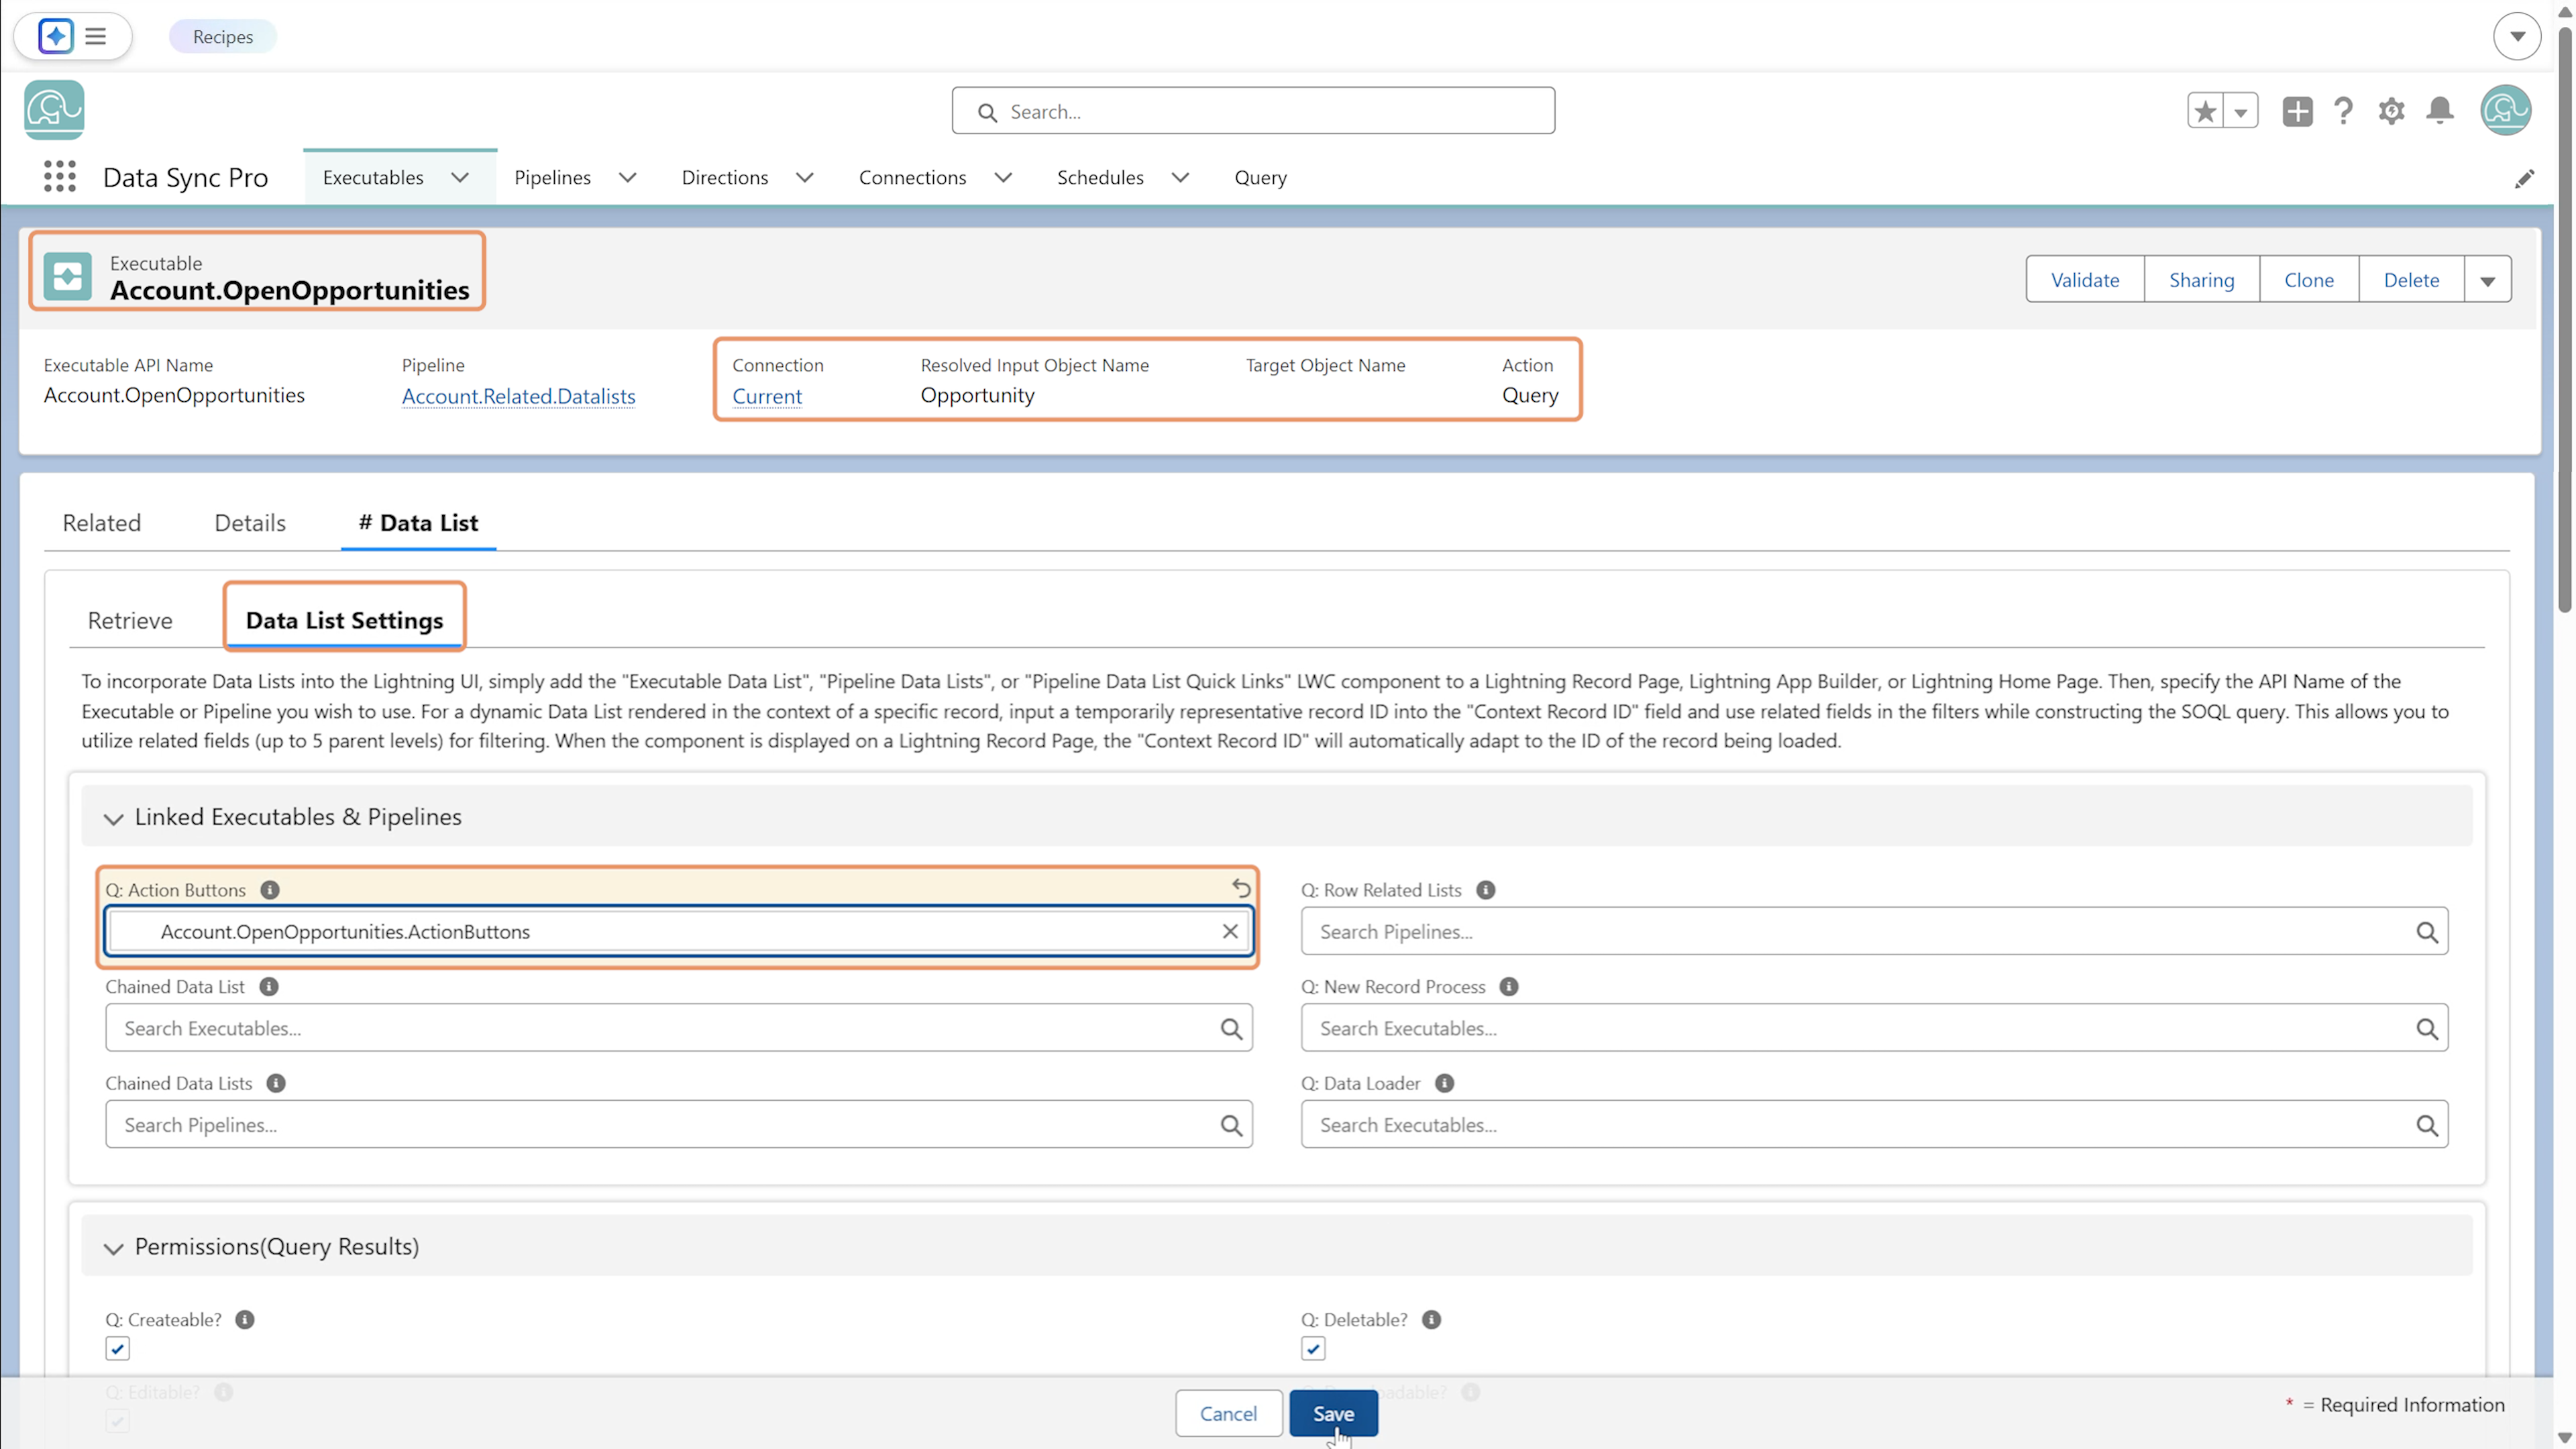 Recipes
Search...
Data Sync Pro
Executables
Pipelines
Directions
Connections
Schedules
Query
Executable
Account.OpenOpportunities
Validate
Sharing
Clone
Delete
Executable API Name
Account.OpenOpportunities
Pipeline
Account.Related.Datalists
Connection
Current
Resolved Input Object Name
Opportunity
Target Object Name
Action
Query
Related
Details
# Data List
Retrieve
Data List Settings
To incorporate Data Lists into the Lightning UI, simply add the "Executable Data List", "Pipeline Data Lists", or "Pipeline Data List Quick Links" LWC component to a Lightning Record Page, Lightning App Builder, or Lightning Home Page. Then, specify the API Name of the
Executable or Pipeline you wish to use. For a dynamic Data List rendered in the context of a specific record, input a temporarily representative record ID into the "Context Record ID" field and use related fields in the filters while constructing the SOQL query. This allows you to
utilize related fields (up to 5 parent levels) for filtering. When the component is displayed on a Lightning Record Page, the "Context Record ID" will automatically adapt to the ID of the record being loaded.
Linked Executables & Pipelines
Q: Action Buttons
Account.OpenOpportunities.ActionButtons
Q: Row Related Lists
Search Pipelines...
Chained Data List
Search Executables...
Q: New Record Process
Search Executables...
Chained Data Lists
Search Pipelines...
Q: Data Loader
Search Executables...
Permissions(Query Results)
Q: Createable?
Q: Deletable?
Q: Editable?
Cancel
Save
* = Required Information